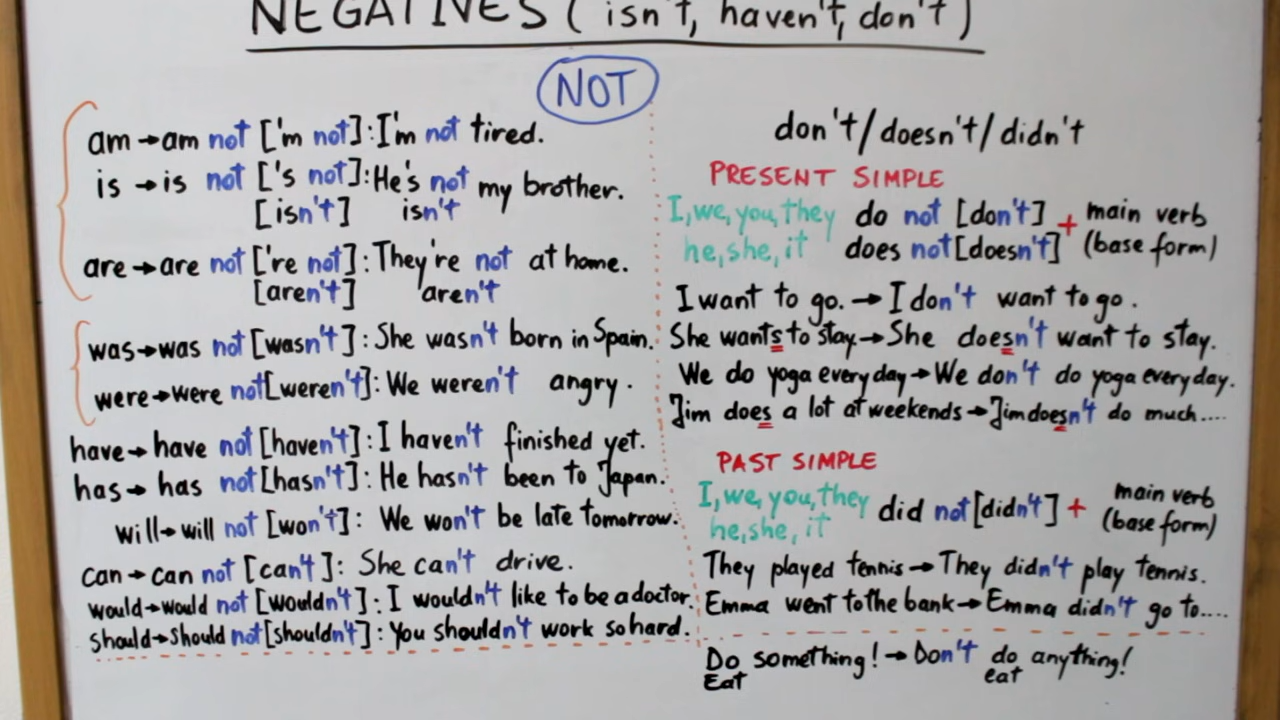 NEGATIVES ( isn't, haven't, don't )
NOT
am→am not ['m not]: I'm not tired.
is →is not ['s not]: He's not my brother.
[isn't] isn't
are→are not ['re not]: They're not at home.
[aren't] aren't
was→was not [wasn't]: She wasn't born in Spain.
were→were not [weren't]: We weren't angry.
have→ have not [haven't]: I haven't finished yet.
has→ has not [hasn't]: He hasn't been to Japan.
will→will not [won't]: We won't be late tomorrow.
can→ can not [can't]: She can't drive.
would→would not [wouldn't]: I wouldn't like to be a doctor.
should→should not [shouldn't]: You shouldn't work so hard.
don't/doesn't/didn't
PRESENT SIMPLE
I, we, you, they do not [don't] + main verb
he, she, it does not [doesn't] (base form)
I want to go. → I don't want to go.
She wants to stay→She doesn't want to stay.
We do yoga every day→We don't do yoga every day.
Jim does a lot at weekends→Jim doesn't do much....
PAST SIMPLE
I, we, you, they did not [didn't] + main verb
he, she, it (base form)
They played tennis→They didn't play tennis.
Emma went to the bank→Emma didn't go to....
Do something! → Don't do anything!
Eat eat